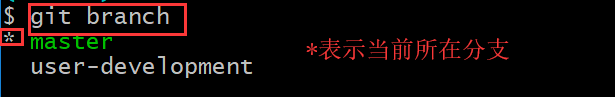 $ git branch
* master
*表示当前所在分支
user-development